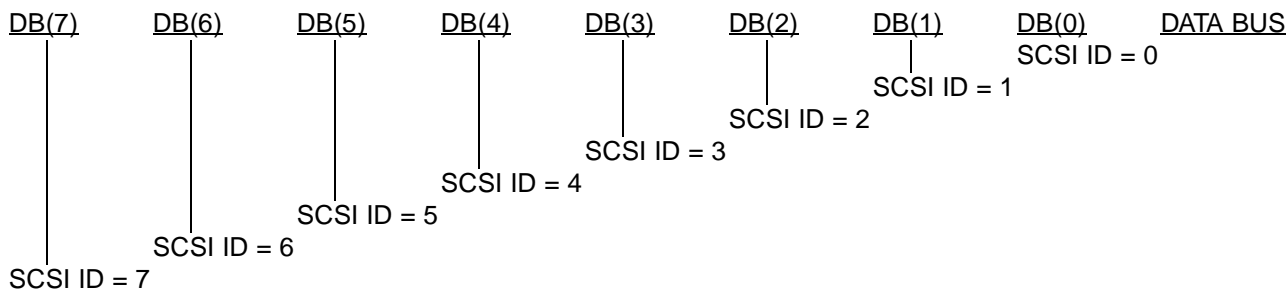 DB(7) DB(6) DB(5) DB(4) DB(3) DB(2) DB(1) DB(0) DATA BUS
SCSI ID = 0
SCSI ID = 1
SCSI ID = 2
SCSI ID = 3
SCSI ID = 4
SCSI ID = 5
SCSI ID = 6
SCSI ID = 7